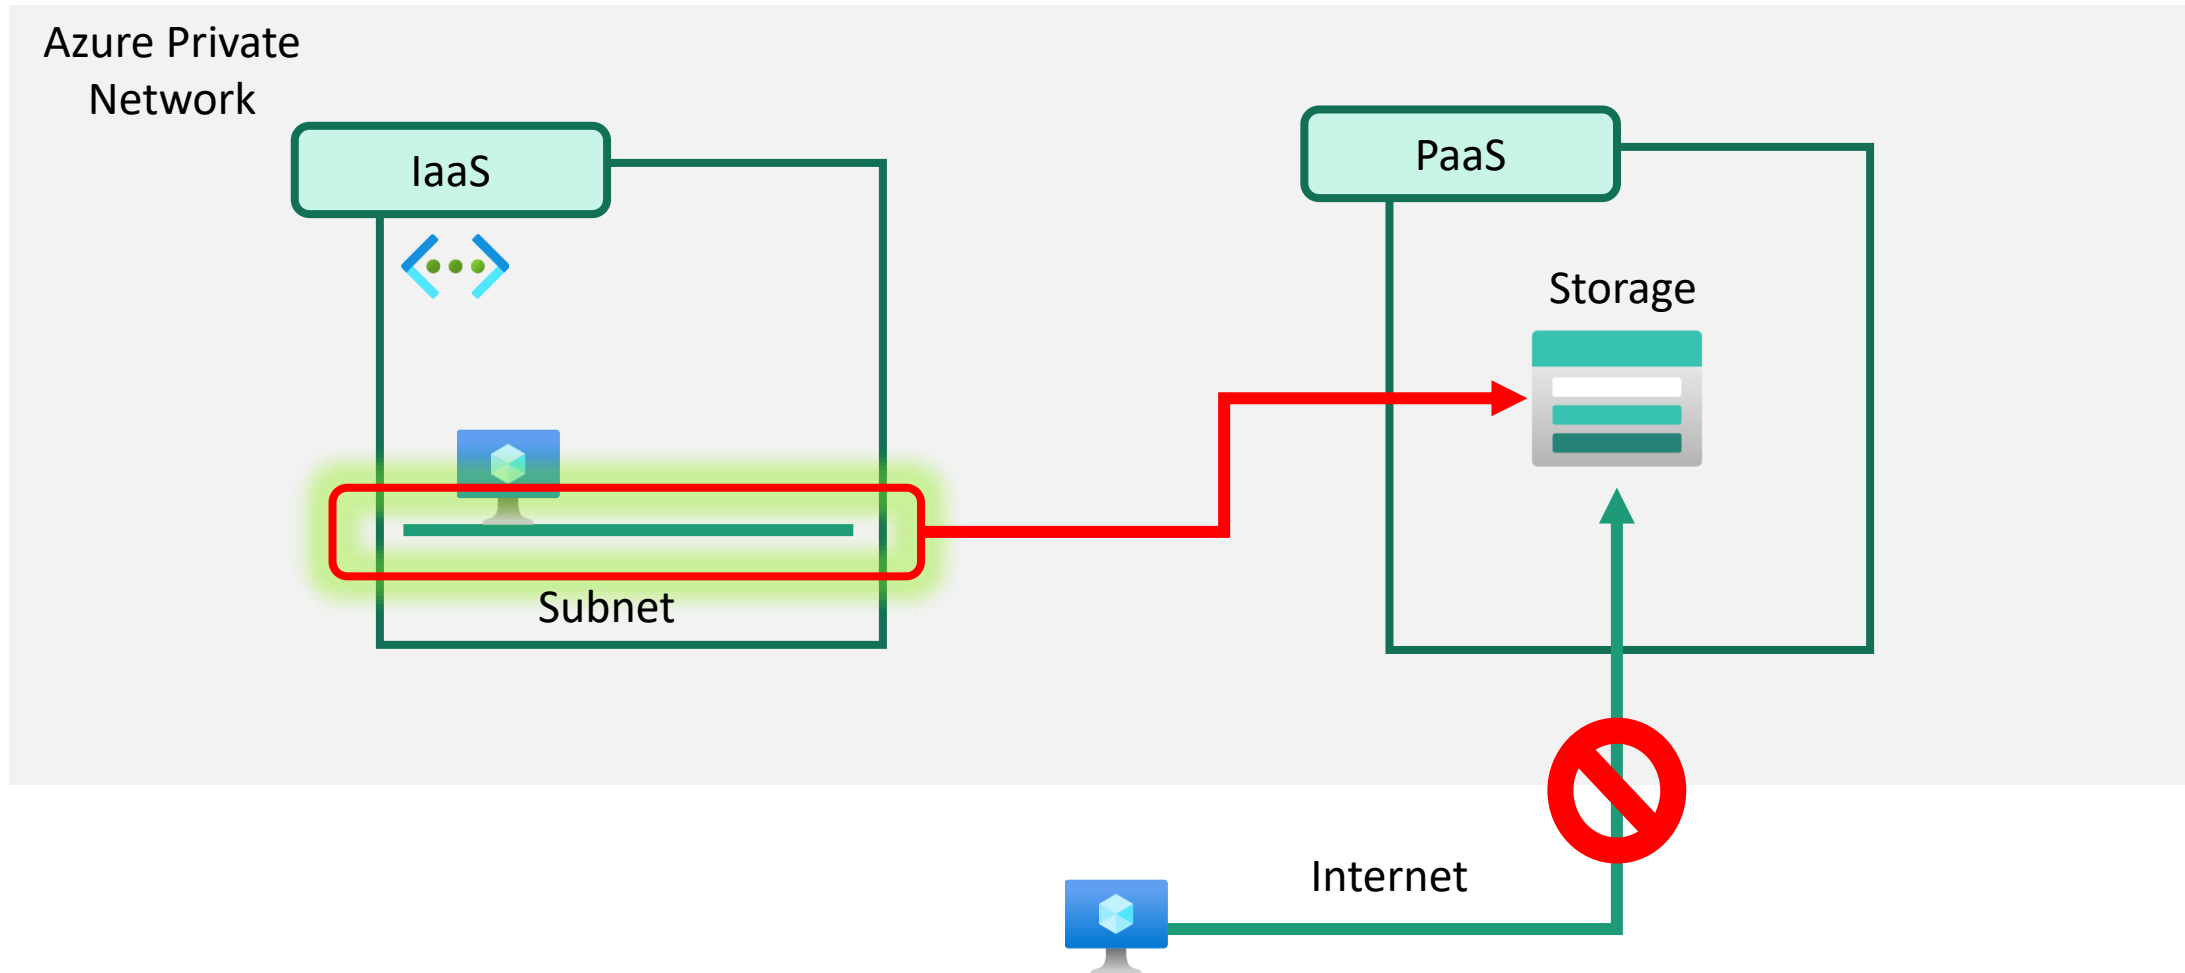 Azure Private
Network
IaaS
PaaS
Storage
Subnet
Internet